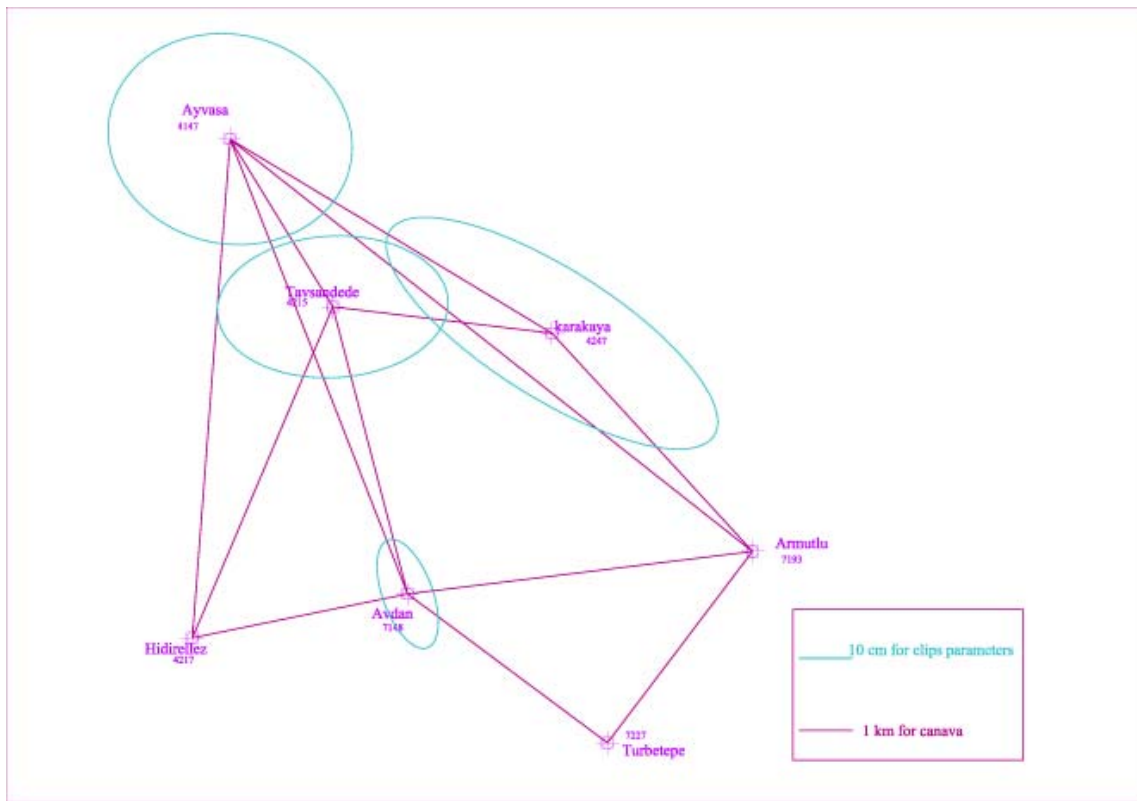 Ayvasa
4147
Tavsandede
4215
karakaya
4247
Armutlu
7193
Avdan
7148
Hidirellez
4217
7227
Turbetepe
10 cm for elips parameters
1 km for canava